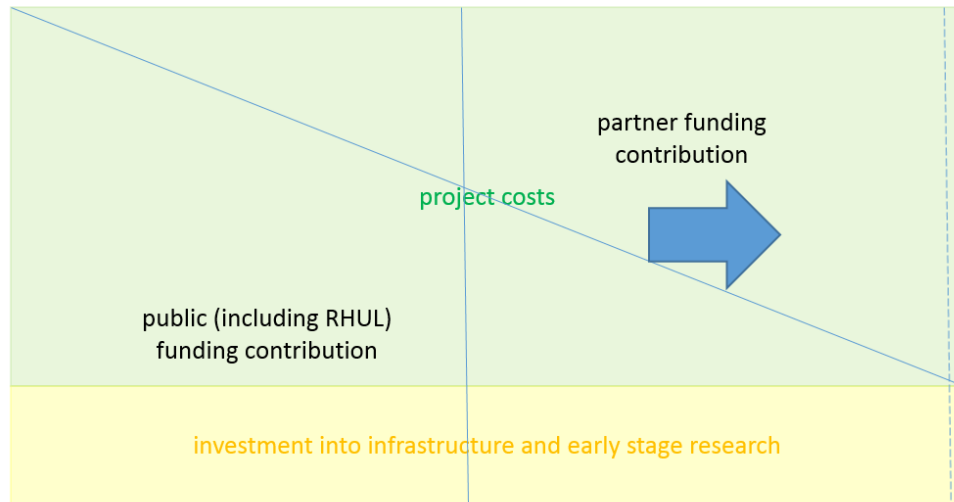 partner funding
contribution
project costs
public (including RHUL)
funding contribution
investment into infrastructure and early stage research